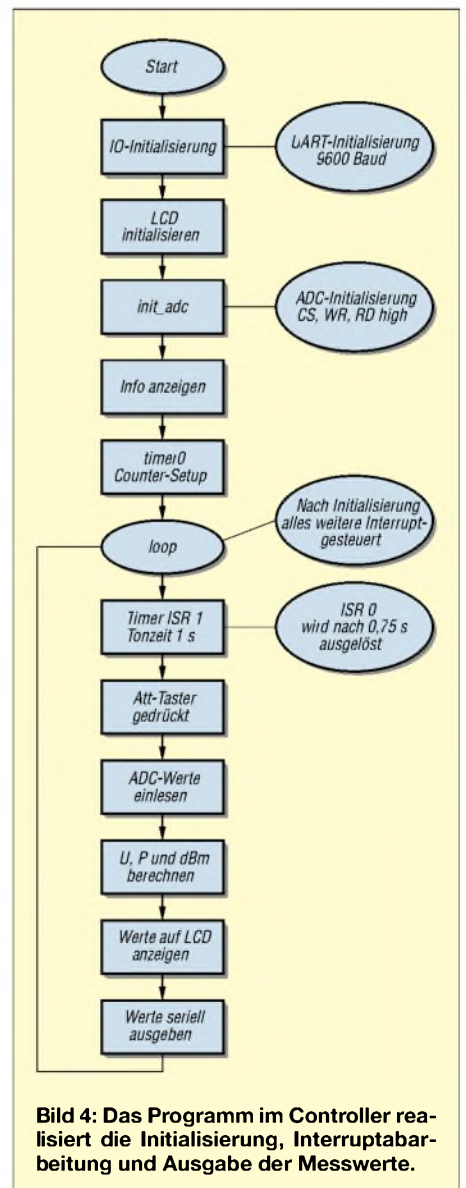 Start
IO-Initialisierung
UART-Initialisierung
9600 Baud
LCD
initialisieren
init_adc
ADC-Initialisierung
CS, WR, RD high
Info anzeigen
timer0
Counter-Setup
loop
Nach Initialisierung
alles weitere Interrupt-
gesteuert
Timer ISR 1
Tonzeit 1 s
ISR 0
wird nach 0,75 s
ausgelöst
Att-Taster
gedrückt
ADC-Werte
einlesen
U, P und dBm
berechnen
Werte auf LCD
anzeigen
Werte seriell
ausgeben
Bild 4: Das Programm im Controller rea-
lisiert die Initialisierung, Interruptabar-
beitung und Ausgabe der Messwerte.